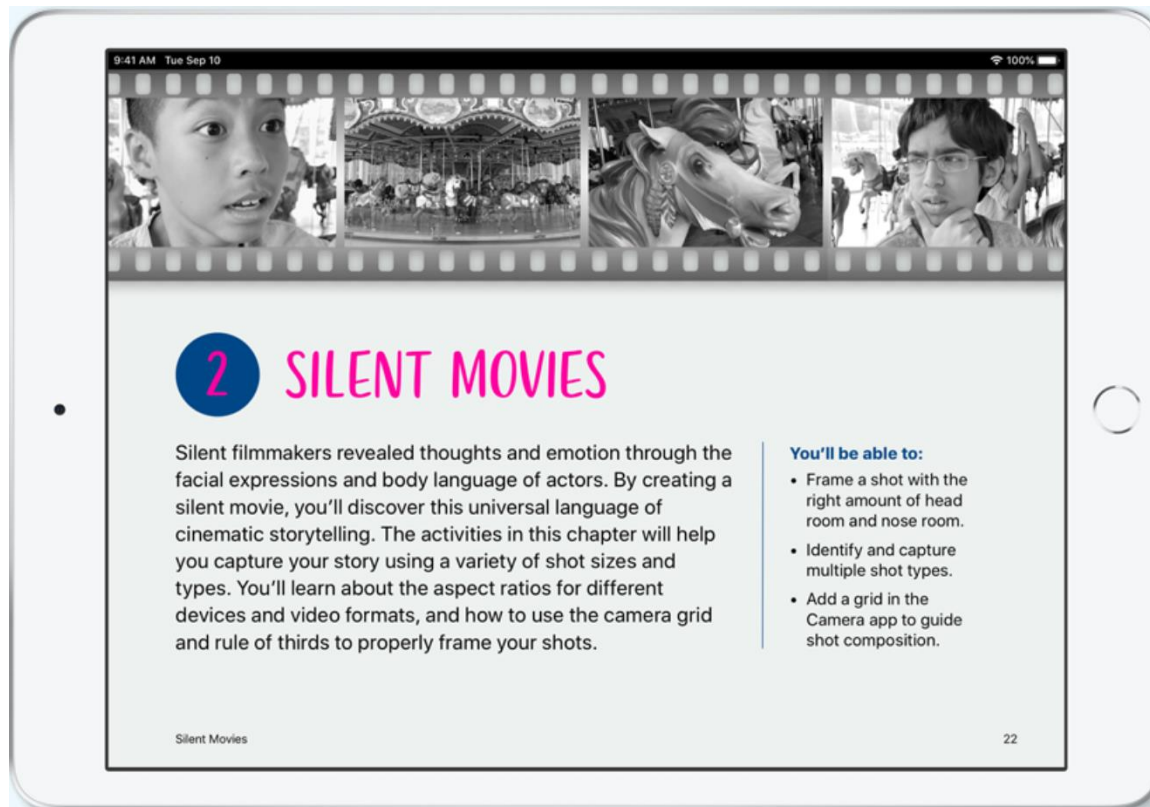 9:41 AM Tue Sep 10
100%
2 SILENT MOVIES
Silent filmmakers revealed thoughts and emotion through the
facial expressions and body language of actors. By creating a
silent movie, you’ll discover this universal language of
cinematic storytelling. The activities in this chapter will help
you capture your story using a variety of shot sizes and
types. You’ll learn about the aspect ratios for different
devices and video formats, and how to use the camera grid
and rule of thirds to properly frame your shots.
You’ll be able to:
• Frame a shot with the
right amount of head
room and nose room.
• Identify and capture
multiple shot types.
• Add a grid in the
Camera app to guide
shot composition.
Silent Movies
22